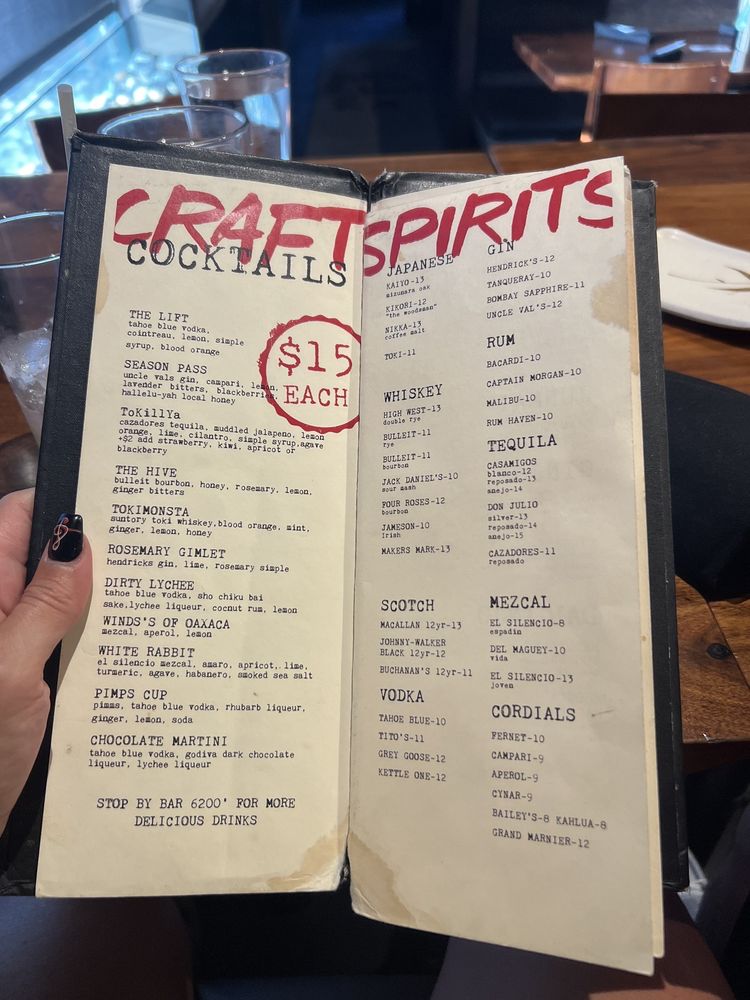 CRAFT
COCKTAILS
$15
EACH
THE LIFT
tahoe blue vodka,
cointreau, lemon, simple
syrup, blood orange
SEASON PASS
uncle vals gin, campari, lemon,
lavender bitters, blackberries,
hallelu-yah local honey
ToKillYa
cazadores tequila, muddled jalapeno, lemon
orange, lime, cilantro, simple syrup,agave
+$2 add strawberry, kiwi, apricot or
blackberry
THE HIVE
bulleit bourbon, honey, rosemary, lemon,
ginger bitters
TOKIMONSTA
suntory toki whiskey,blood orange, mint,
ginger, lemon, honey
ROSEMARY GIMLET
hendricks gin, lime, rosemary simple
DIRTY LYCHEE
tahoe blue vodka, sho chiku bai
sake,lychee liqueur, coconut rum, lemon
WINDS'S OF OAXACA
mezcal, aperol, lemon
WHITE RABBIT
el silencio mezcal, amaro, apricot, lime,
turmeric, agave, habanero, smoked sea salt
PIMPS CUP
pimms, tahoe blue vodka, rhubarb liqueur,
ginger, lemon, soda
CHOCOLATE MARTINI
tahoe blue vodka, godiva dark chocolate
liqueur, lychee liqueur
STOP BY BAR 6200' FOR MORE
DELICIOUS DRINKS
SPIRITS
JAPANESE
KAIYO-13
mizunara oak
KIKORI-12
"the woodsman"
NIKKA-13
coffee malt
TOKI-11
WHISKEY
HIGH WEST-13
double rye
BULLEIT-11
rye
BULLEIT-11
bourbon
JACK DANIEL'S-10
sour mash
FOUR ROSES-12
bourbon
JAMESON-10
Irish
MAKERS MARK-13
SCOTCH
MACALLAN 12yr-13
JOHNNY-WALKER
BLACK 12yr-12
BUCHANAN'S 12yr-11
VODKA
TAHOE BLUE-10
TITO'S-11
GREY GOOSE-12
KETTLE ONE-12
GIN
HENDRICK'S-12
TANQUERAY-10
BOMBAY SAPPHIRE-11
UNCLE VAL'S-12
RUM
BACARDI-10
CAPTAIN MORGAN-10
MALIBU-10
RUM HAVEN-10
TEQUILA
CASAMIGOS
blanco-12
reposado-13
anejo-14
DON JULIO
silver-13
reposado-14
anejo-15
CAZADORES-11
reposado
MEZCAL
EL SILENCIO-8
espadin
DEL MAGUEY-10
vida
EL SILENCIO-13
joven
CORDIALS
FERNET-10
CAMPARI-9
APEROL-9
CYNAR-9
BAILEY'S-8 KAHLUA-8
GRAND MARNIER-12